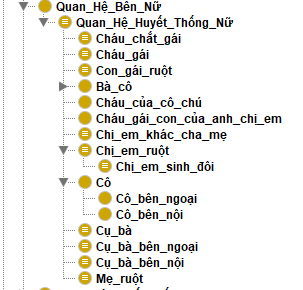 Quan_Hệ_Bên_Nữ
Quan_Hệ_Huyết_Thống_Nữ
Cháu_chắt_gái
Cháu_gái
Con_gái_ruột
Bà_cô
Cháu_của_cô_chú
Cháu_gái_con_của_anh_chị_em
Chị_em_khác_cha_mẹ
Chị_em_ruột
Chị_em_sinh_đôi
Cô
Cô_bên_ngoại
Cô_bên_nội
Cụ_bà
Cụ_bà_bên_ngoại
Cụ_bà_bên_nội
Mẹ_ruột